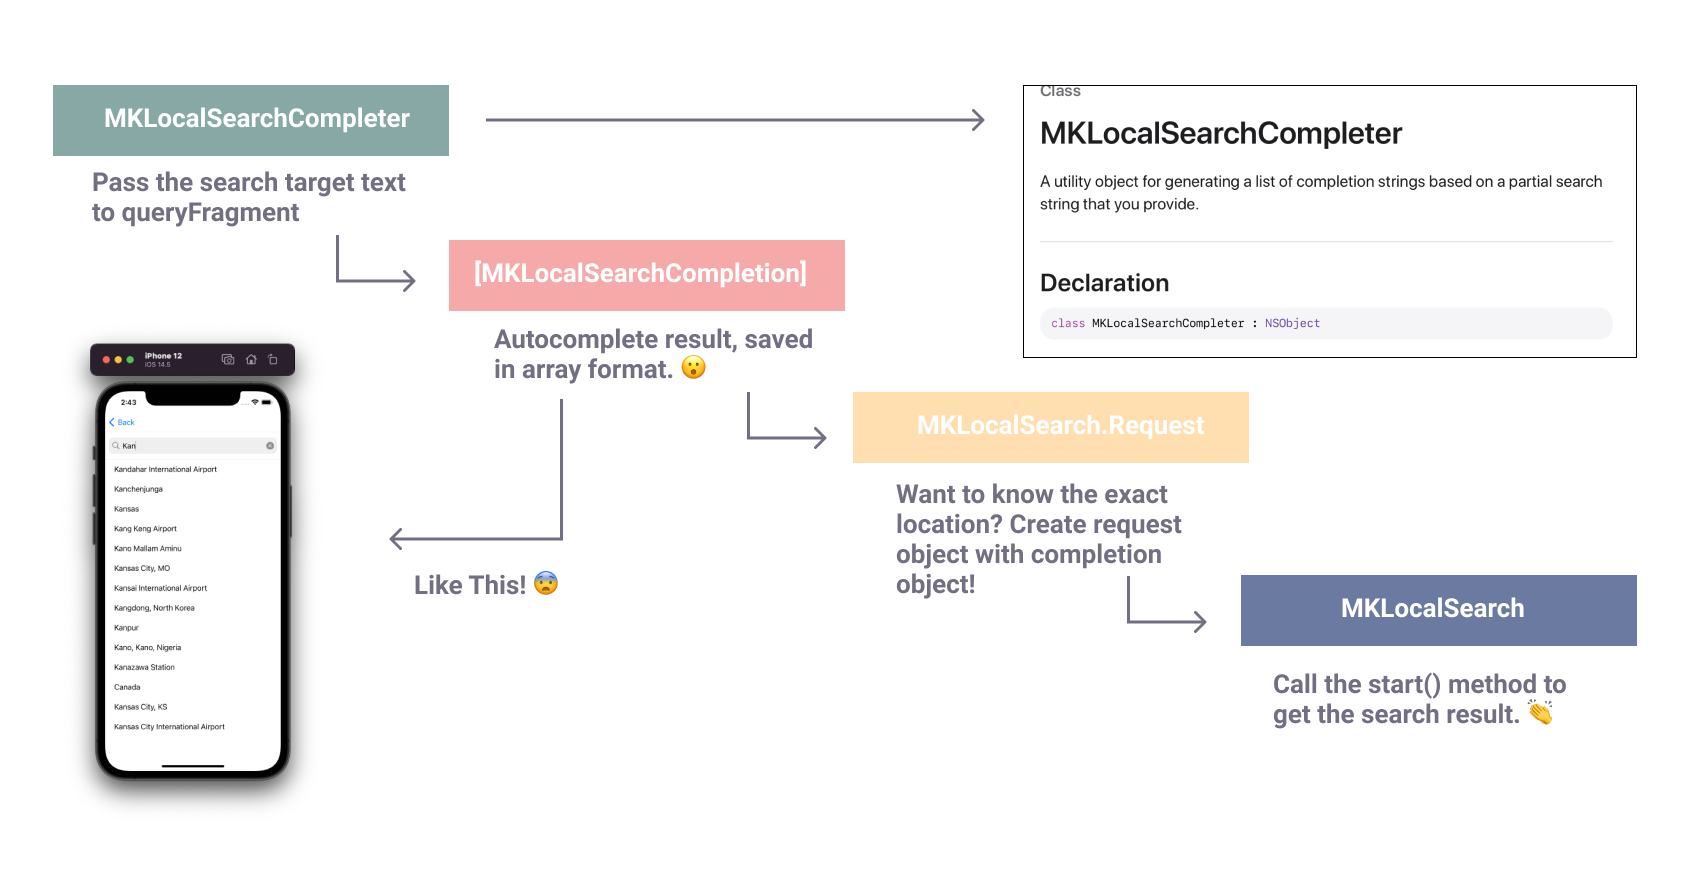 MKLocalSearchCompleter
Pass the search target text
to queryFragment
Class
MKLocalSearchCompleter
A utility object for generating a list of completion strings based on a partial search
string that you provide.
Declaration
class MKLocalSearchCompleter : NSObject
[MKLocalSearchCompletion]
Autocomplete result, saved
in array format. 😮
iPhone 12
iOS 14.5
2:43
Back
Kan
Kandahar International Airport
Kanchenjunga
Kansas
Kang Keng Airport
Kano Mallam Aminu
Kansas City, MO
Kansai International Airport
Kangdong, North Korea
Kanpur
Kano, Kano, Nigeria
Kanazawa Station
Canada
Kansas City, KS
Kansas City International Airport
Like This! 😨
MKLocalSearch.Request
Want to know the exact
location? Create request
object with completion
object!
MKLocalSearch
Call the start() method to
get the search result. 👏